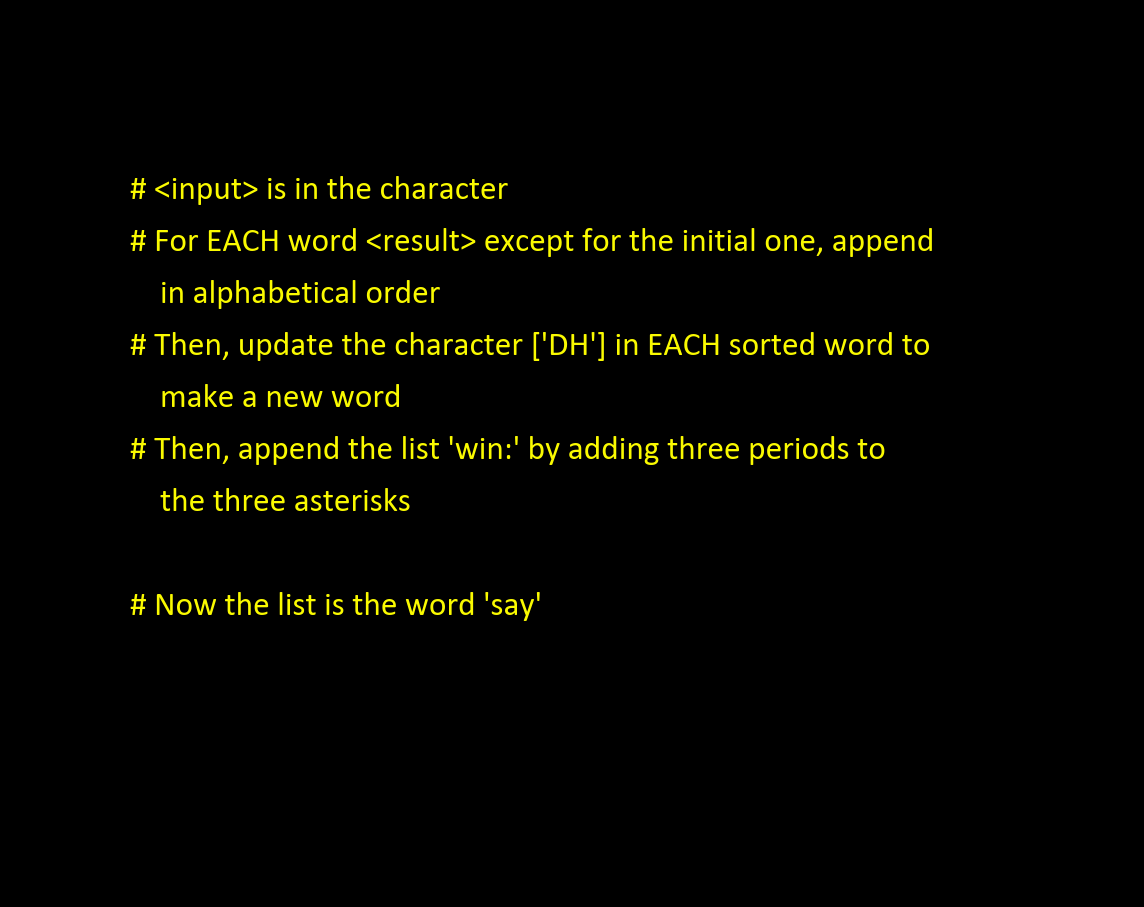 # <input> is in the character
# For EACH word <result> except for the initial one, append
in alphabetical order
# Then, update the character ['DH'] in EACH sorted word to
make a new word
# Then, append the list 'win:' by adding three periods to
the three asterisks
# Now the list is the word 'say'